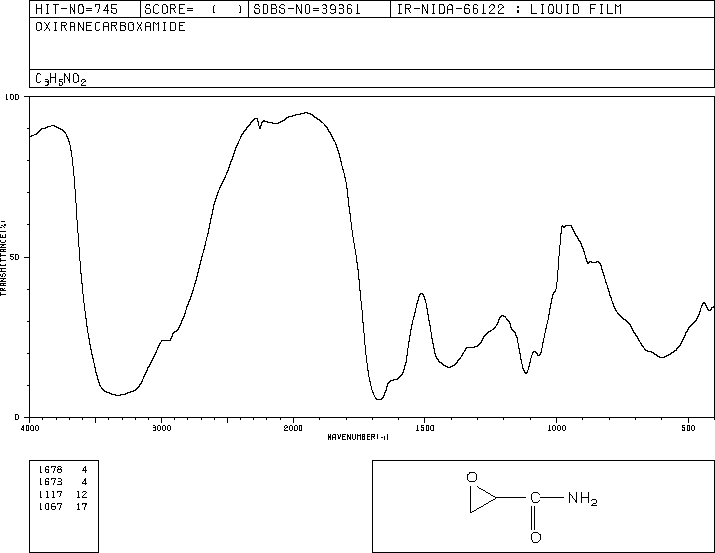 HIT-NO=745 SCORE= ( ) SDBS-NO=39361 IR-NIDA-66122 : LIQUID FILM
OXIRANECARBOXAMIDE
C3H5NO2
100
50
0
TRANSMITTANCE(%)
4000 3000 2000 1500 1000 500
WAVENUMBER(-1)
1678 4
1673 4
1117 12
1067 17
O
C NH2
O